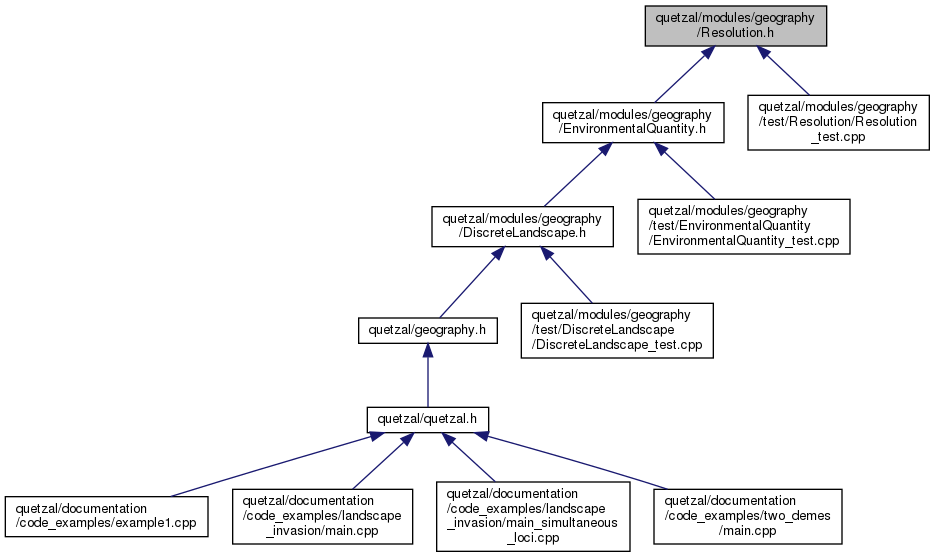 quetzal/modules/geography
/Resolution.h
quetzal/modules/geography
/test/Resolution/Resolution
_test.cpp
quetzal/modules/geography
/EnvironmentalQuantity.h
quetzal/modules/geography
/test/EnvironmentalQuantity
/EnvironmentalQuantity_test.cpp
quetzal/modules/geography
/DiscreteLandscape.h
quetzal/modules/geography
/test/DiscreteLandscape
/DiscreteLandscape_test.cpp
quetzal/geography.h
quetzal/quetzal.h
quetzal/documentation
/code_examples/example1.cpp
quetzal/documentation
/code_examples/landscape
_invasion/main.cpp
quetzal/documentation
/code_examples/landscape
_invasion/main_simultaneous
_loci.cpp
quetzal/documentation
/code_examples/two_demes
/main.cpp